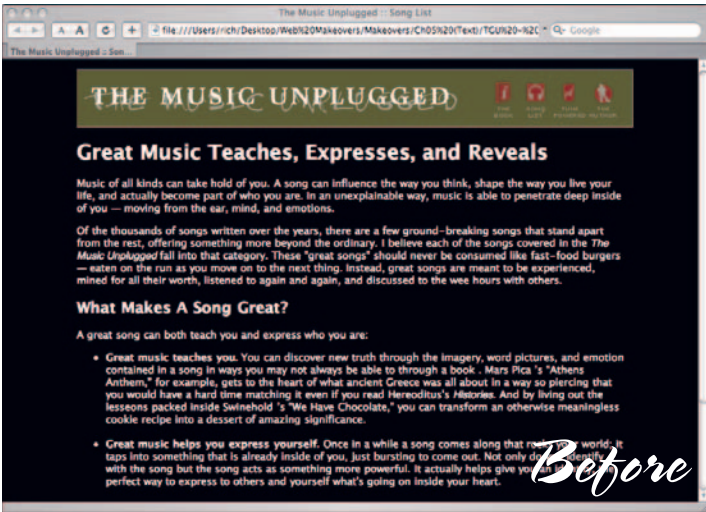 The Music Unplugged :: Song List
A A C + file:///Users/rich/Desktop/Web%20Makeovers/Makeovers/Ch05%20(Text)/TGU%20-%2C Q- Google
The Music Unplugged :: Son...
THE MUSIC UNPLUGGED
THE MUSIC UNPLUGGED
THE BOOK
SONG LIST
THE AUTHOR
Great Music Teaches, Expresses, and Reveals
Music of all kinds can take hold of you. A song can influence the way you think, shape the way you live your
life, and actually become part of who you are. In an unexplainable way, music is able to penetrate deep inside
of you — moving from the ear, mind, and emotions.
Of the thousands of songs written over the years, there are a few ground-breaking songs that stand apart
from the rest, offering something more beyond the ordinary. I believe each of the songs covered in the The
Music Unplugged fall into that category. These "great songs" should never be consumed like fast-food burgers
— eaten on the run as you move on to the next thing. Instead, great songs are meant to be experienced,
mined for all their worth, listened to again and again, and discussed to the wee hours with others.
What Makes A Song Great?
A great song can both teach you and express who you are:
• Great music teaches you. You can discover new truth through the imagery, word pictures, and emotion
contained in a song in ways you may not always be able to through a book . Mars Pica 's "Athens
Anthem," for example, gets to the heart of what ancient Greece was all about in a way so piercing that
you would have a hard time matching it even if you read Hereoditus's Histories. And by living out the
lesseons packed inside Swinehold 's "We Have Chocolate," you can transform an otherwise meaningless
cookie recipe into a dessert of amazing significance.
• Great music helps you express yourself. Once in a while a song comes along that your world: it
taps into something that is already inside of you, just bursting to come out. Not only identify
with the song but the song acts as something more powerful. It actually helps give you
perfect way to express to others and yourself what's going on inside your heart.
Before